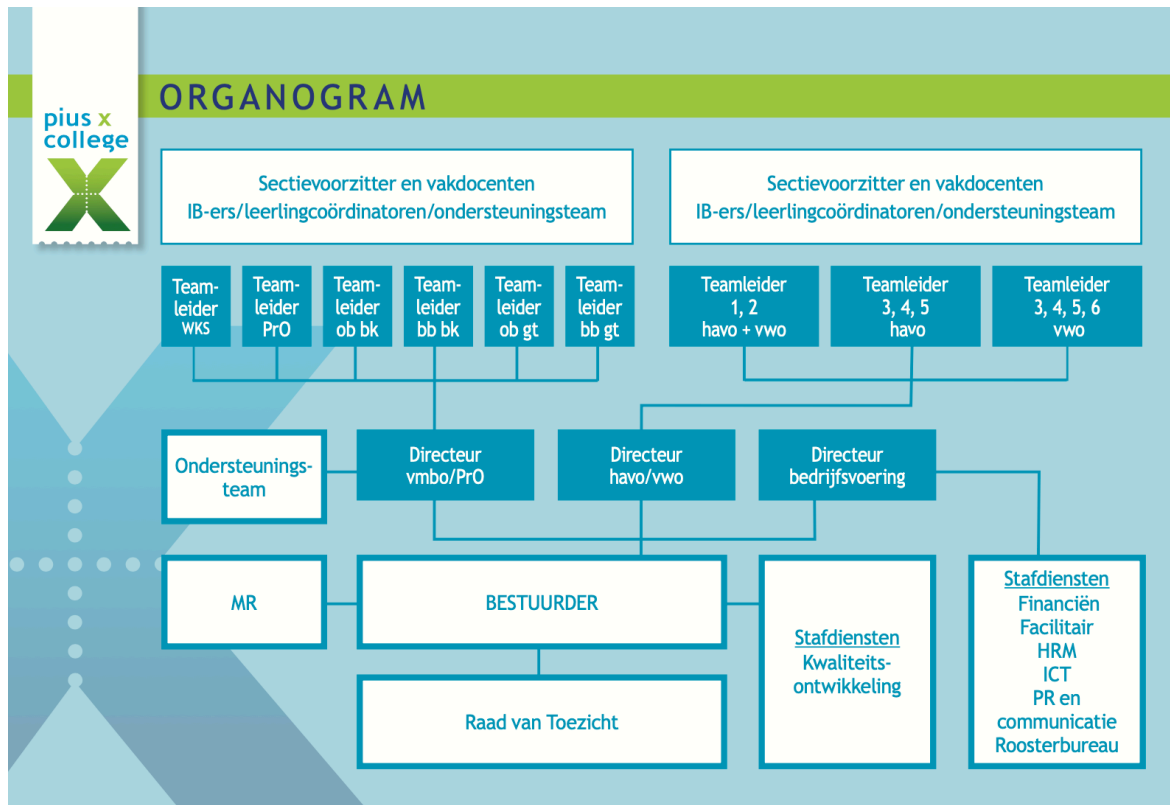 pius x
college
ORGANOGRAM
Sectievoorzitter en vakdocenten
IB-ers/leerlingcoördinatoren/ondersteuningsteam
Sectievoorzitter en vakdocenten
IB-ers/leerlingcoördinatoren/ondersteuningsteam
Team-
leider
WKS
Team-
leider
PrO
Team-
leider
ob bk
Team-
leider
bb bk
Team-
leider
ob gt
Team-
leider
bb gt
Teamleider
1, 2
havo + vwo
Teamleider
3, 4, 5
havo
Teamleider
3, 4, 5, 6
vwo
Ondersteunings-
team
Directeur
vmbo/PrO
Directeur
havo/vwo
Directeur
bedrijfsvoering
MR
BESTUURDER
Stafdiensten
Kwaliteits-
ontwikkeling
Stafdiensten
Financiën
Facilitair
HRM
ICT
PR en
communicatie
Roosterbureau
Raad van Toezicht